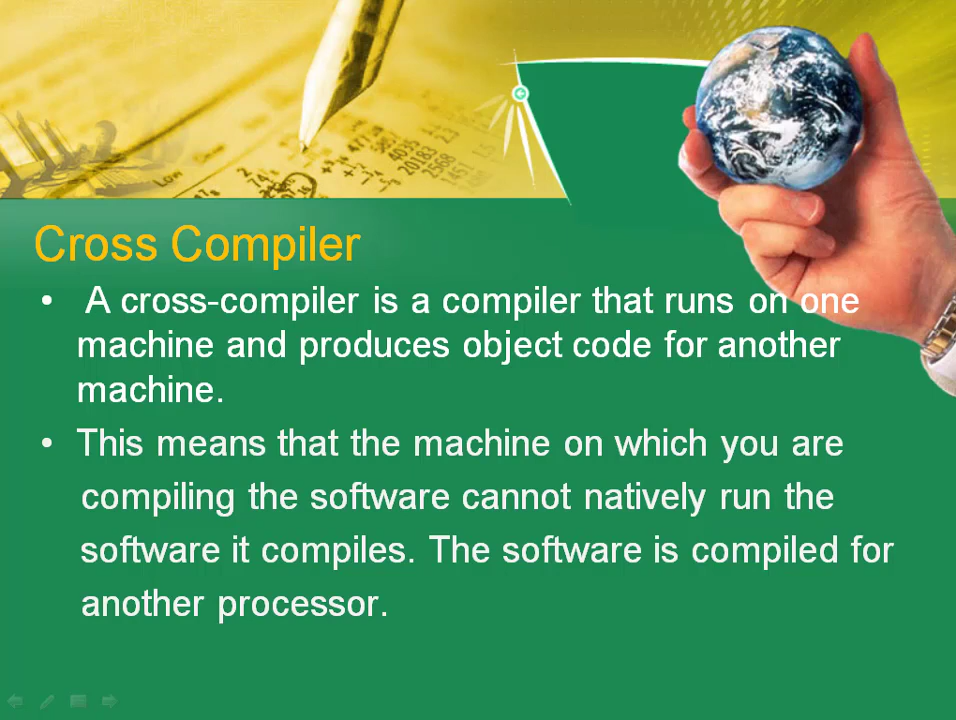 Cross Compiler
• A cross-compiler is a compiler that runs on one
machine and produces object code for another
machine.
• This means that the machine on which you are
compiling the software cannot natively run the
software it compiles. The software is compiled for
another processor.